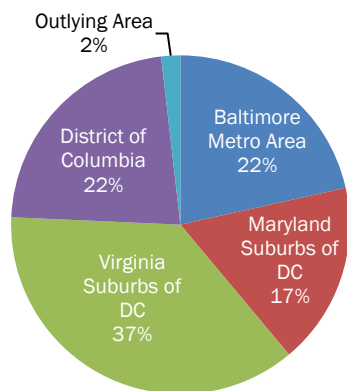 Outlying Area
2%
Baltimore
Metro Area
22%
Maryland
Suburbs of
DC
17%
Virginia
Suburbs of
DC
37%
District of
Columbia
22%